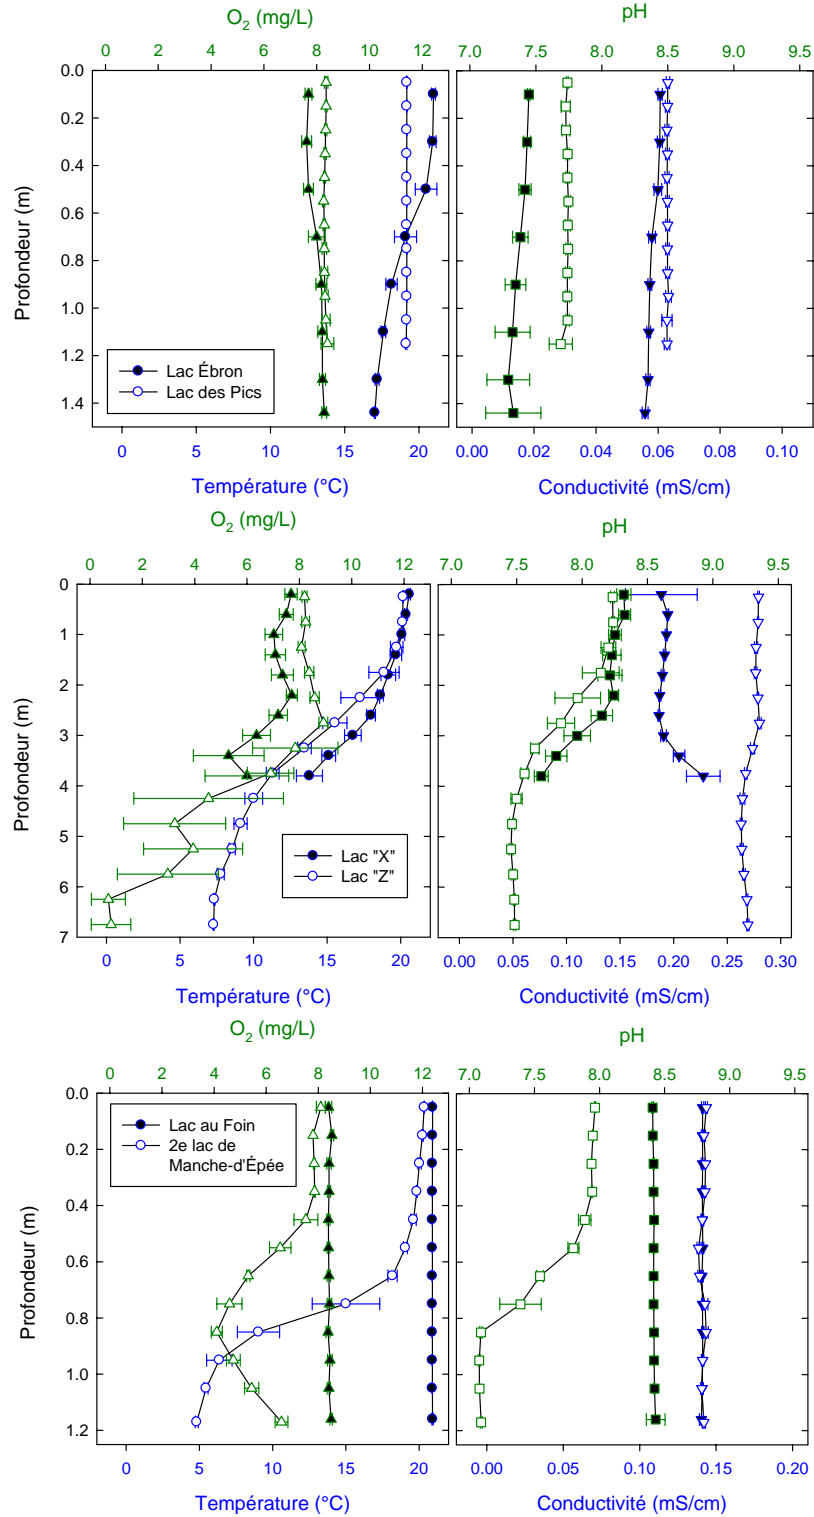 O2 (mg/L)
pH
0 2 4 6 8 10 12
7.0 7.5 8.0 8.5 9.0 9.5
Profondeur (m)
0.0
0.2
0.4
0.6
0.8
1.0
1.2
1.4
Lac Ébron
Lac des Pics
0 5 10 15 20
0.00 0.02 0.04 0.06 0.08 0.10
Température (°C)
Conductivité (mS/cm)
O2 (mg/L)
pH
0 2 4 6 8 10 12
7.0 7.5 8.0 8.5 9.0 9.5
Profondeur (m)
0
1
2
3
4
5
6
7
Lac "X"
Lac "Z"
0 5 10 15 20
0.00 0.05 0.10 0.15 0.20 0.25 0.30
Température (°C)
Conductivité (mS/cm)
O2 (mg/L)
pH
0 2 4 6 8 10 12
7.0 7.5 8.0 8.5 9.0 9.5
Profondeur (m)
0.0
0.2
0.4
0.6
0.8
1.0
1.2
Lac au Foin
2e lac de
Manche-d'Épée
0 5 10 15 20
0.00 0.05 0.10 0.15 0.20
Température (°C)
Conductivité (mS/cm)